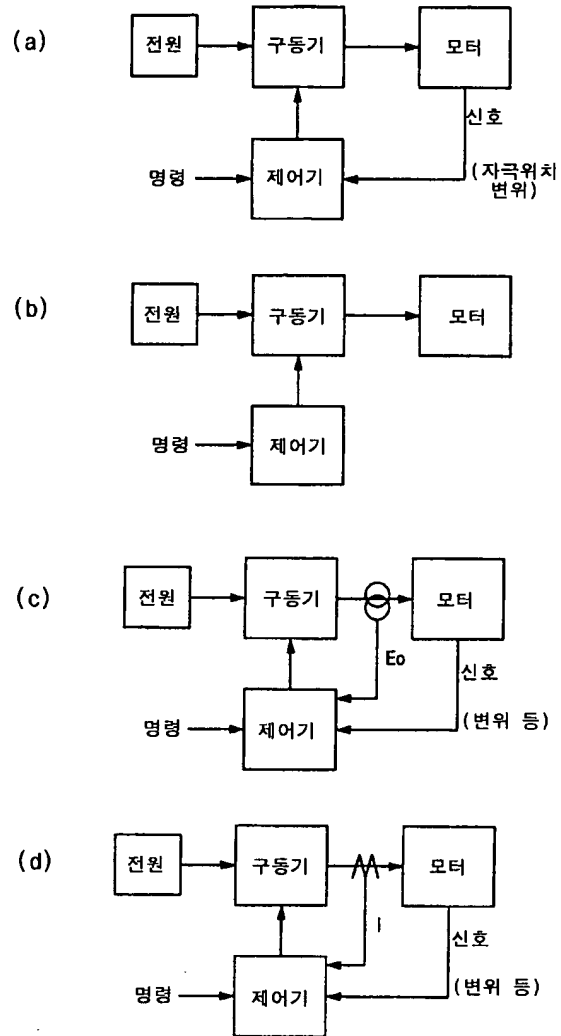 (a)
전원
구동기
모터
신호
명령
제어기
(자극위치
변위)
(b)
전원
구동기
모터
명령
제어기
(c)
전원
구동기
모터
Eo
신호
명령
제어기
(변위 등)
(d)
전원
구동기
모터
I
신호
명령
제어기
(변위 등)